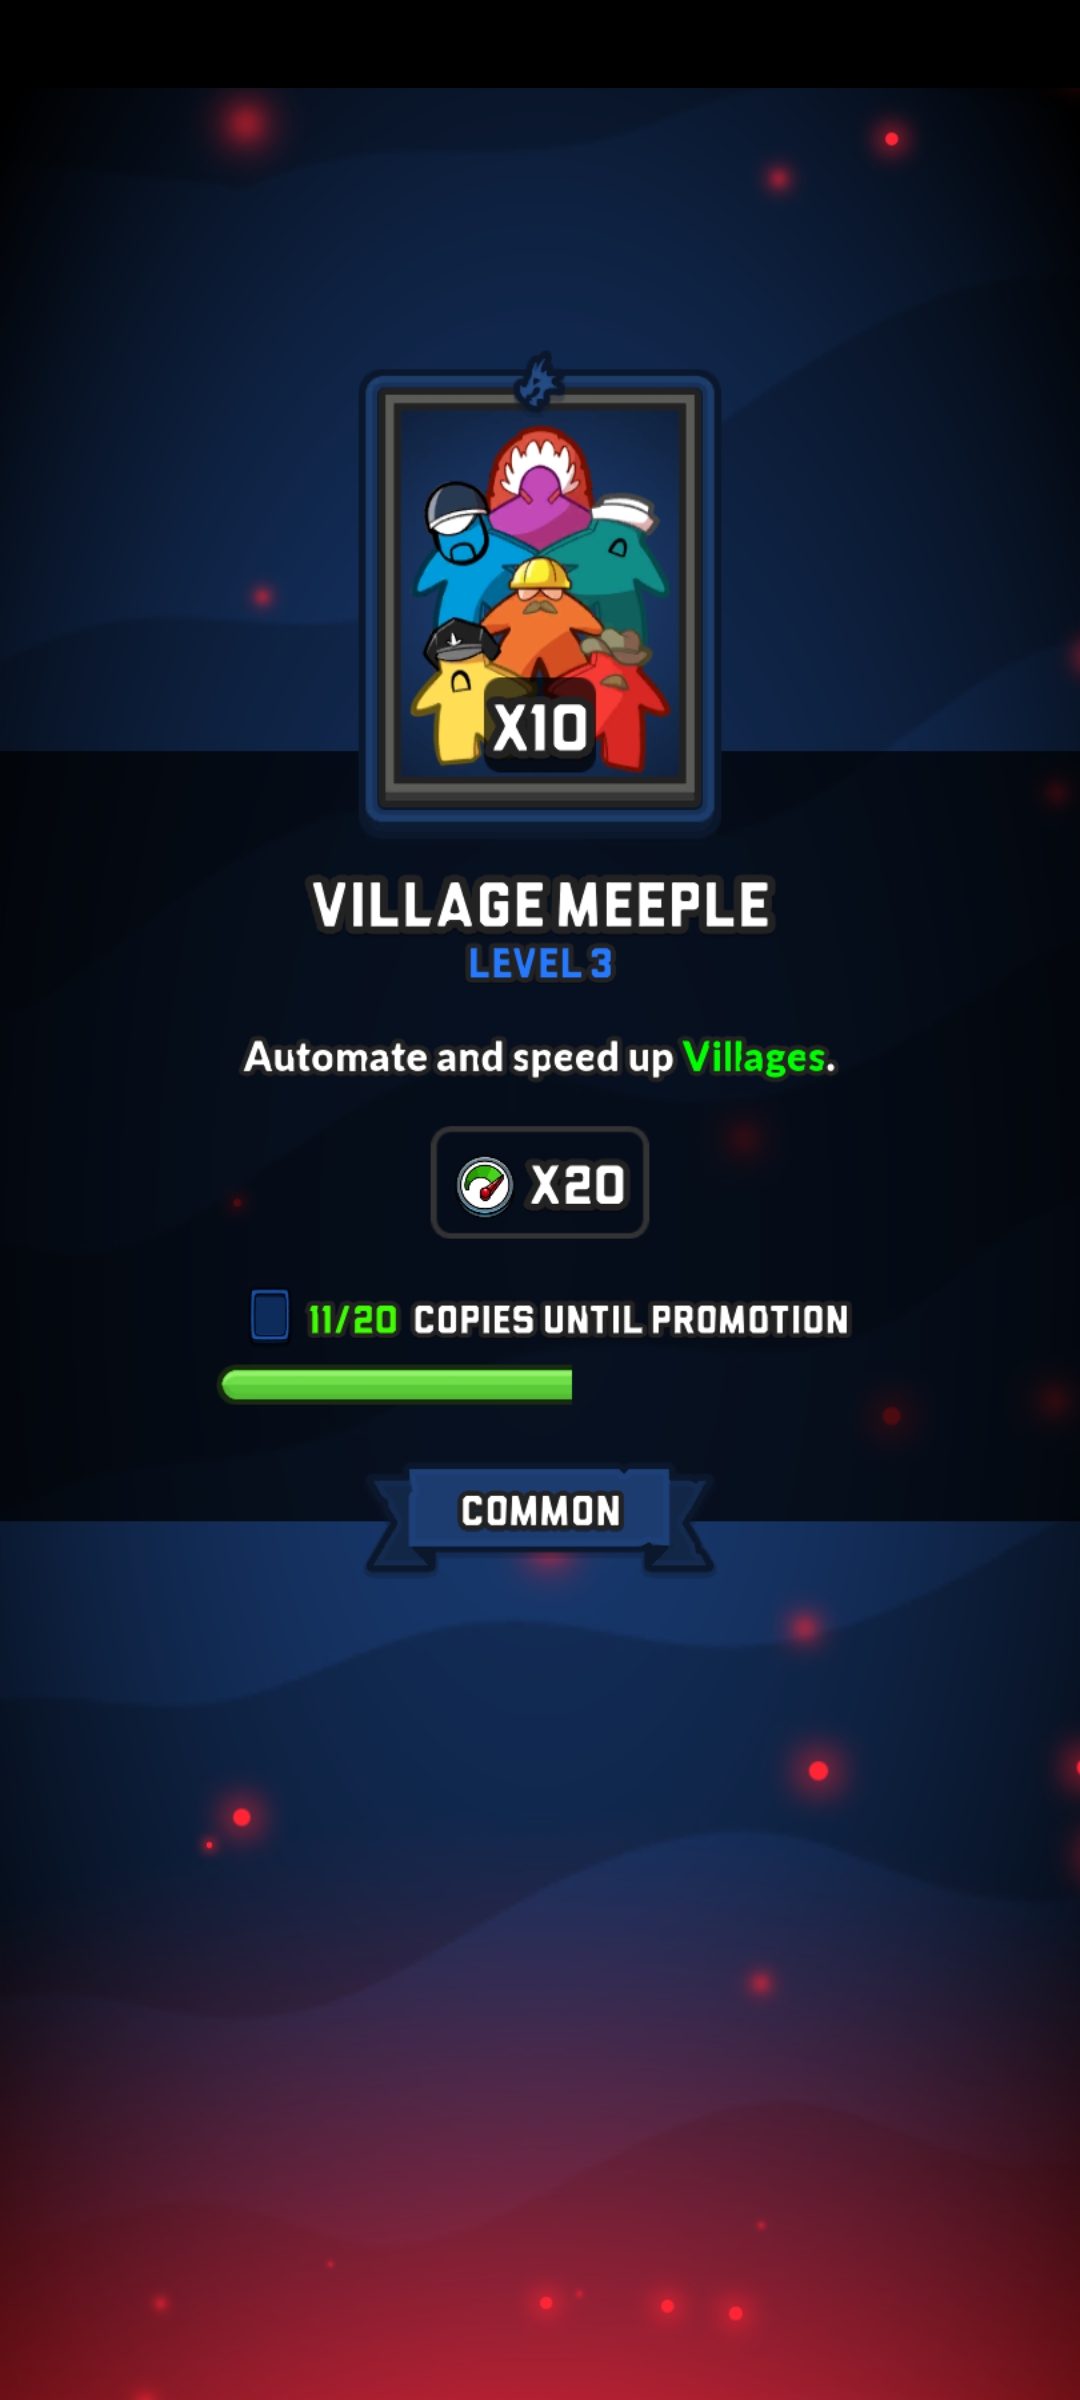 X10
VILLAGE MEEPLE
LEVEL 3
Automate and speed up Villages.
X20
11/20 COPIES UNTIL PROMOTION
COMMON